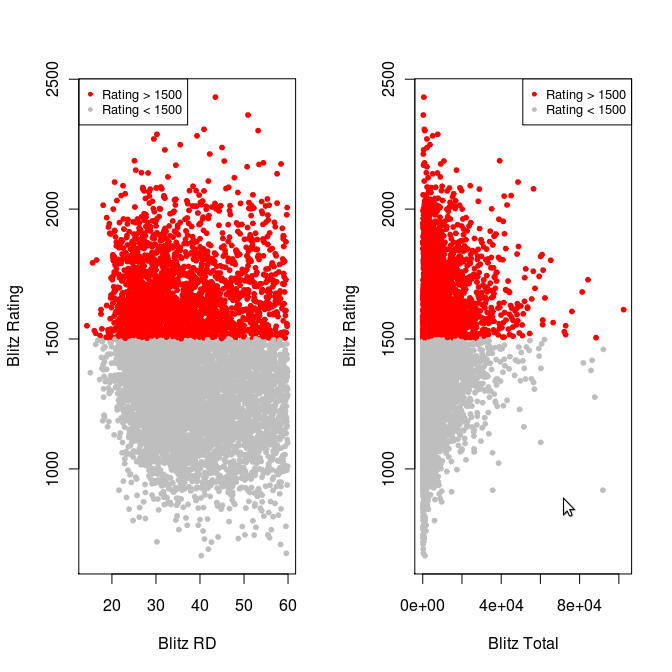 Rating > 1500
Rating < 1500
Blitz Rating
2500
2000
1500
1000
20 30 40 50 60
Blitz RD
Rating > 1500
Rating < 1500
Blitz Rating
2500
2000
1500
1000
0e+00 4e+04 8e+04
Blitz Total